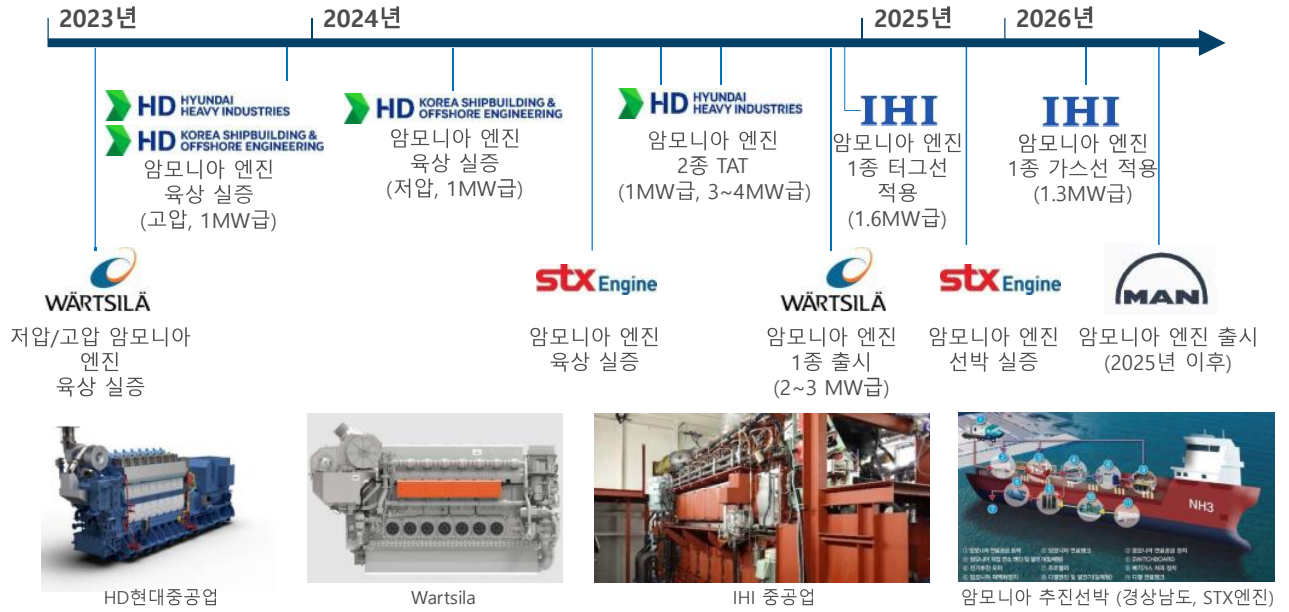 2023년
2024년
2025년
2026년
HD HYUNDAI
HEAVY INDUSTRIES
HD KOREA SHIPBUILDING &
OFFSHORE ENGINEERING
암모니아 엔진
육상 실증
(고압, 1MW급)
HD KOREA SHIPBUILDING &
OFFSHORE ENGINEERING
암모니아 엔진
육상 실증
(저압, 1MW급)
HD HYUNDAI
HEAVY INDUSTRIES
암모니아 엔진
2종 TAT
(1MW급, 3~4MW급)
IHI
암모니아 엔진
1종 터그선
적용
(1.6MW급)
IHI
암모니아 엔진
1종 가스선 적용
(1.3MW급)
WÄRTSILÄ
저압/고압 암모니아
엔진
육상 실증
STX Engine
암모니아 엔진
육상 실증
WÄRTSILÄ
암모니아 엔진
1종 출시
(2~3 MW급)
STX Engine
암모니아 엔진
선박 실증
MAN
암모니아 엔진 출시
(2025년 이후)
NH3
SWITCHBOARD
HD현대중공업
Wartsila
IHI 중공업
암모니아 추진선박 (경상남도, STX엔진)